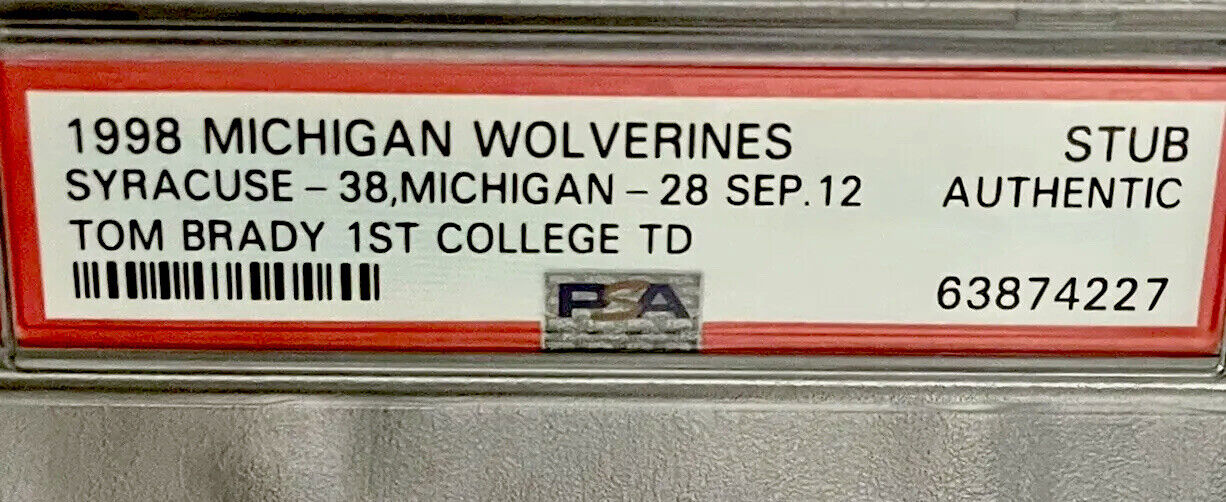 1998 MICHIGAN WOLVERINES STUB
SYRACUSE - 38,MICHIGAN - 28 SEP.12 AUTHENTIC
TOM BRADY 1ST COLLEGE TD
PSA 63874227